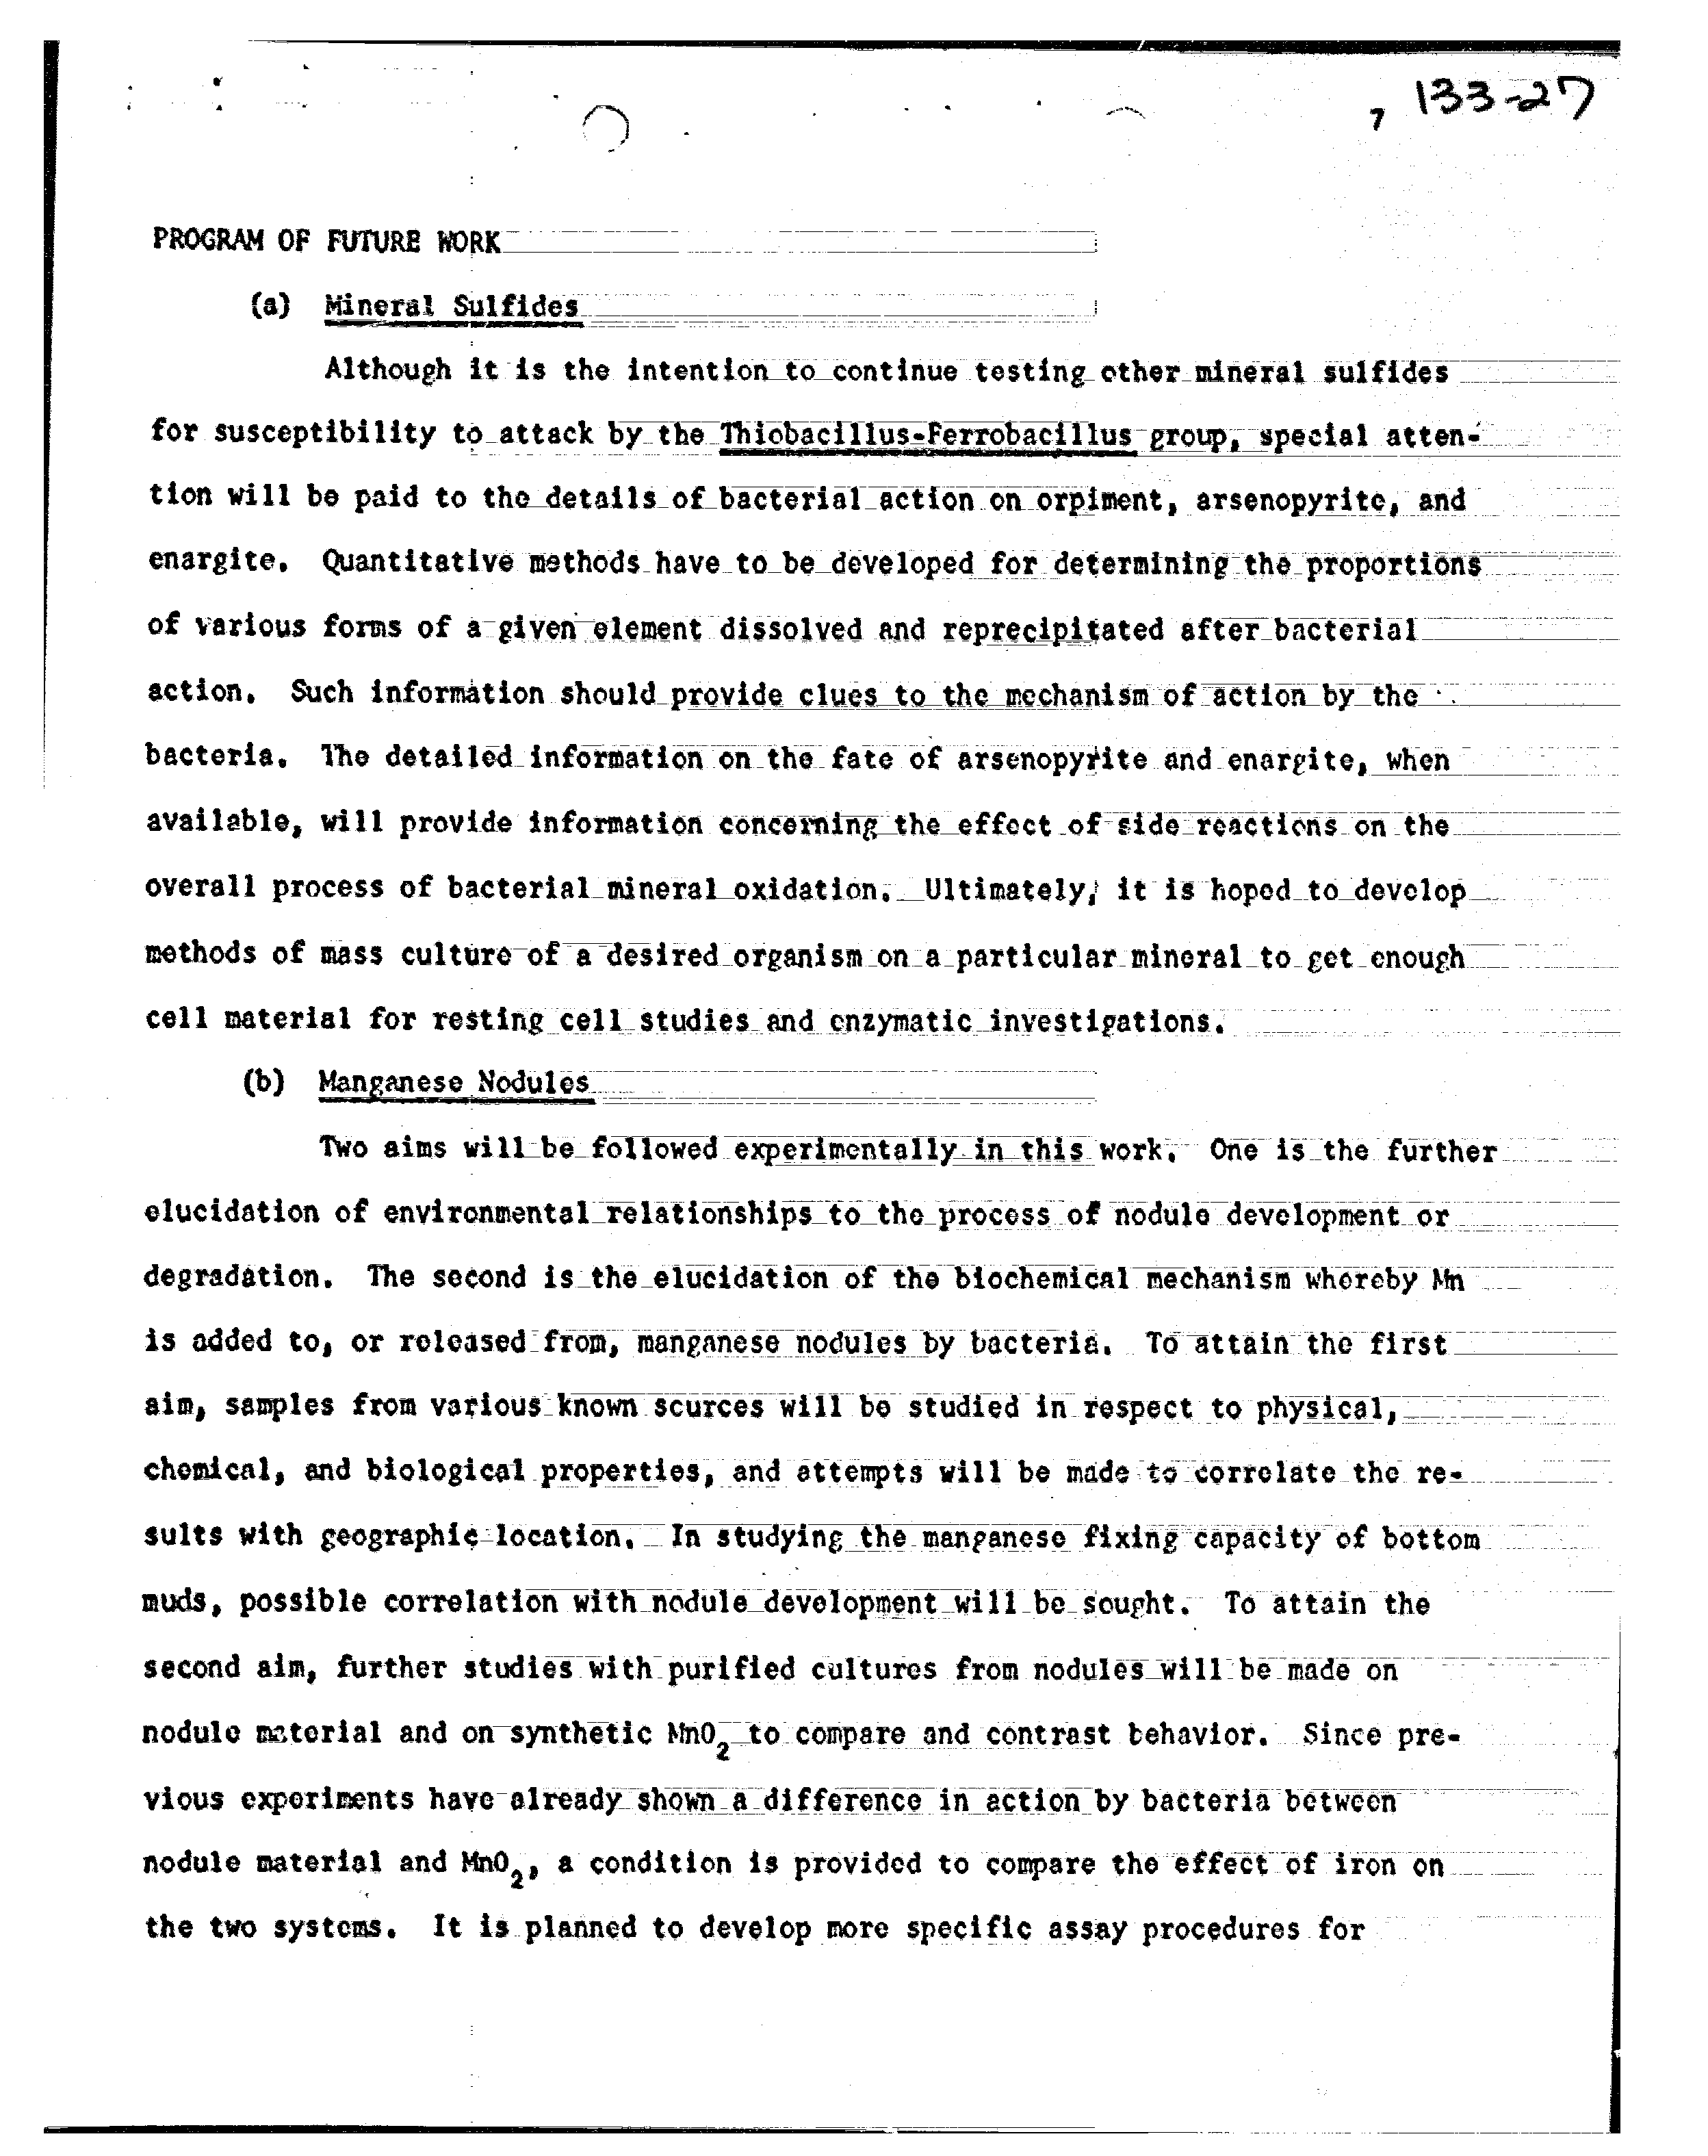 7 133-27
PROGRAM OF FUTURE WORK
(a) Mineral Sulfides
Although it is the intention to continue testing other mineral sulfides
for susceptibility to attack by the Thiobacillus-Ferrobacillus group, special atten-
tion will be paid to the details of bacterial action on orpiment, arsenopyrite, and
enargite. Quantitative methods have to be developed for determining the proportions
of various forms of a given element dissolved and reprecipitated after bacterial
action. Such information should provide clues to the mechanism of action by the
bacteria. The detailed information on the fate of arsenopyrite and enargite, when
available, will provide information concerning the effect of side reactions on the
overall process of bacterial mineral oxidation. Ultimately, it is hoped to develop
methods of mass culture of a desired organism on a particular mineral to get enough
cell material for resting cell studies and enzymatic investigations.
(b) Manganese Nodules
Two aims will be followed experimentally in this work. One is the further
elucidation of environmental relationships to the process of nodule development or
degradation. The second is the elucidation of the biochemical mechanism whereby Mn
is added to, or released from, manganese nodules by bacteria. To attain the first
aim, samples from various known sources will be studied in respect to physical,
chemical, and biological properties, and attempts will be made to correlate the re-
sults with geographic location. In studying the manganese fixing capacity of bottom
muds, possible correlation with nodule development will be sought. To attain the
second aim, further studies with purified cultures from nodules will be made on
nodule material and on synthetic MnO2 to compare and contrast behavior. Since pre-
vious experiments have already shown a difference in action by bacteria between
nodule material and MnO2, a condition is provided to compare the effect of iron on
the two systems. It is planned to develop more specific assay procedures for